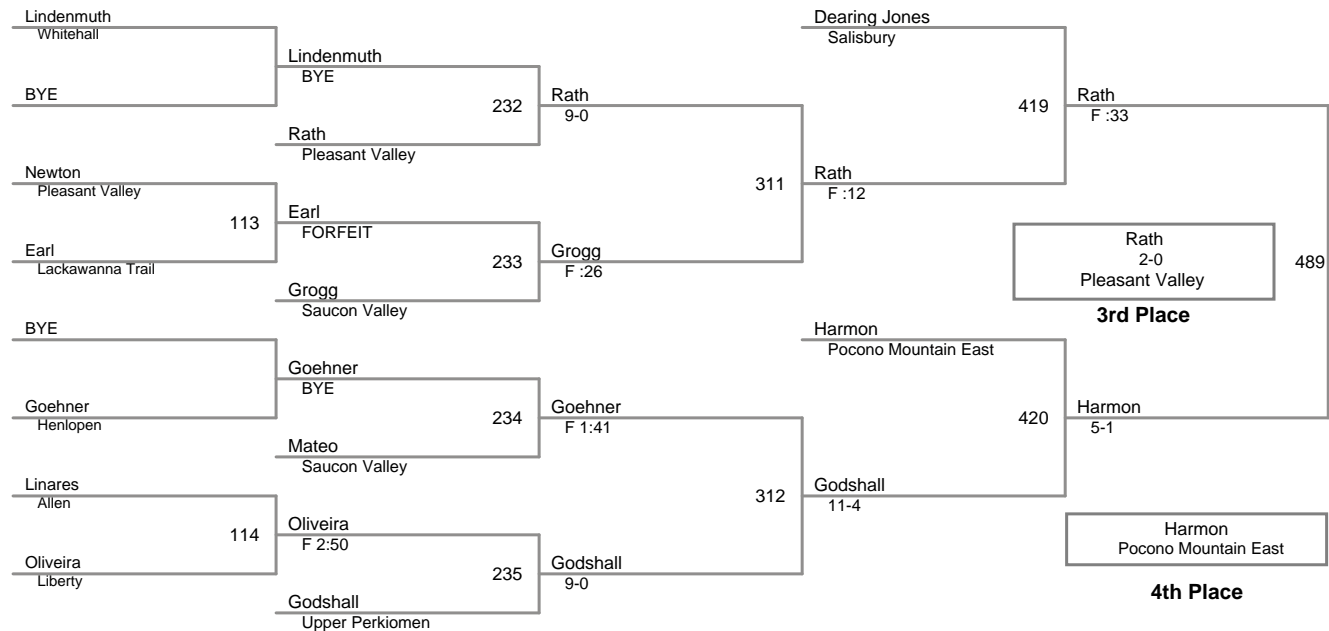 Lindenmuth
Whitehall
BYE
Newton
Pleasant Valley
113
Earl
Lackawanna Trail
BYE
Goehner
Henlopen
Linares
Allen
114
Oliveira
Liberty
Lindenmuth
BYE
232
Rath
Pleasant Valley
Earl
FORFEIT
233
Grogg
Saucon Valley
Goehner
BYE
234
Mateo
Saucon Valley
Oliveira
F 2:50
235
Godshall
Upper Perkiomen
Rath
9-0
311
Grogg
F :26
Goehner
F 1:41
312
Godshall
9-0
Dearing Jones
Salisbury
419
Rath
F :12
Harmon
Pocono Mountain East
420
Godshall
11-4
Rath
F :33
489
Harmon
5-1
Rath
2-0
Pleasant Valley
3rd Place
Harmon
Pocono Mountain East
4th Place